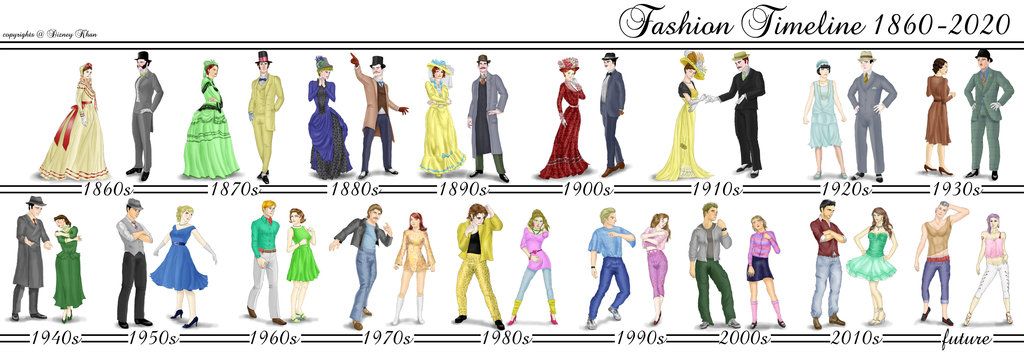 Fashion Timeline 1860-2020
copyrights @ Disney Khan
1860s 1870s 1880s 1890s 1900s 1910s 1920s 1930s
1940s 1950s 1960s 1970s 1980s 1990s 2000s 2010s future